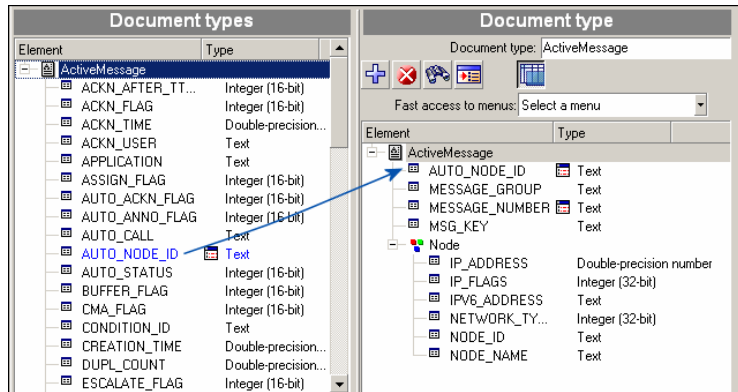 Document types
Element Type
ActiveMessage
ACKN_AFTER_TT... Integer (16-bit)
ACKN_FLAG Integer (16-bit)
ACKN_TIME Double-precision...
ACKN_USER Text
APPLICATION Text
ASSIGN_FLAG Integer (16-bit)
AUTO_ACKN_FLAG Integer (16-bit)
AUTO_ANNO_FLAG Integer (16-bit)
AUTO_CALL Text
AUTO_NODE_ID Text
AUTO_STATUS Integer (16-bit)
BUFFER_FLAG Integer (16-bit)
CMA_FLAG Integer (16-bit)
CONDITION_ID Text
CREATION_TIME Double-precision...
DUPL_COUNT Double-precision...
ESCALATE_FLAG Integer (16-bit)
Document type
Document type: ActiveMessage
Fast access to menus: Select a menu
Element Type
ActiveMessage
AUTO_NODE_ID Text
MESSAGE_GROUP Text
MESSAGE_NUMBER Text
MSG_KEY Text
Node
IP_ADDRESS Double-precision number
IP_FLAGS Integer (32-bit)
IPV6_ADDRESS Text
NETWORK_TY... Integer (32-bit)
NODE_ID Text
NODE_NAME Text